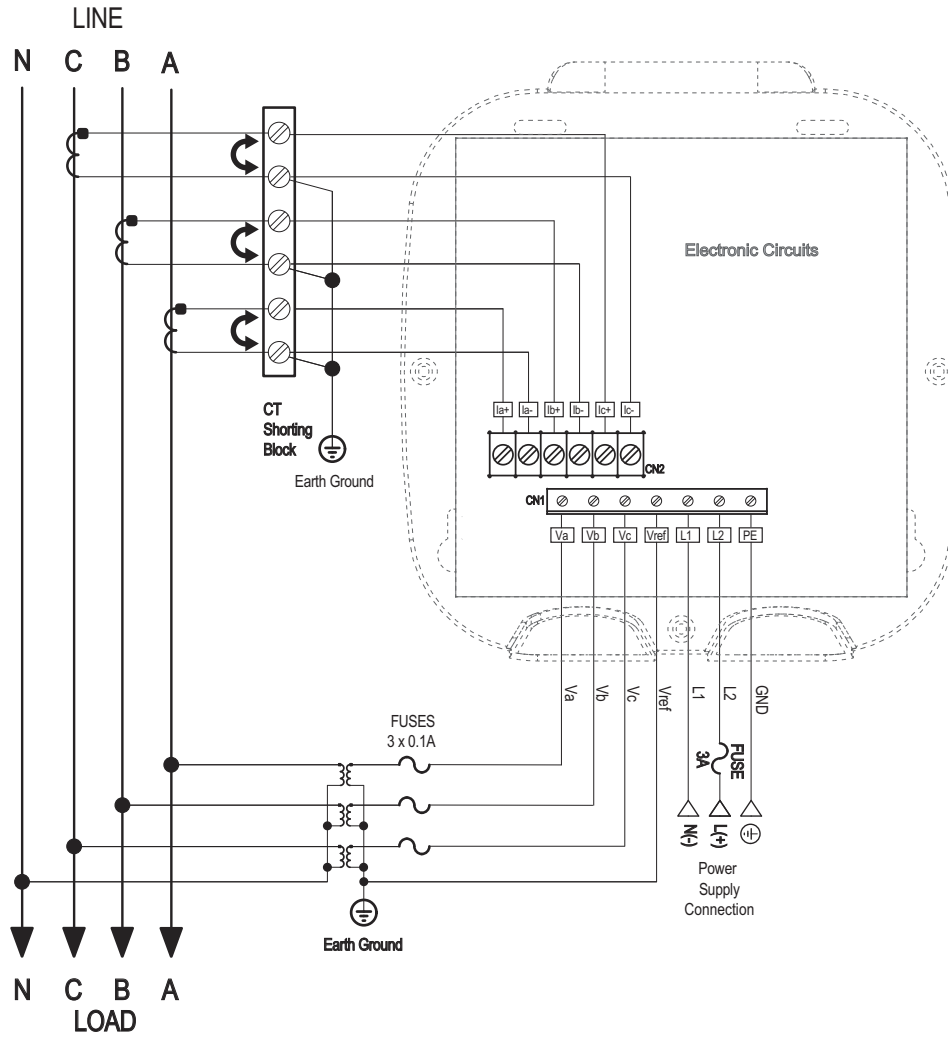 LINE
N C B A
Electronic Circuits
Ia+ Ia- Ib+ Ib- Ic+ Ic-
CT
Shorting
Block
CN2
Earth Ground
CN1
Va Vb Vc Vref L1 L2 PE
Va Vb Vc Vref L1 L2 GND
FUSES
3 x 0.1A
FUSE
3A
N(-) L(+)
Power
Supply
Connection
Earth Ground
N C B A
LOAD